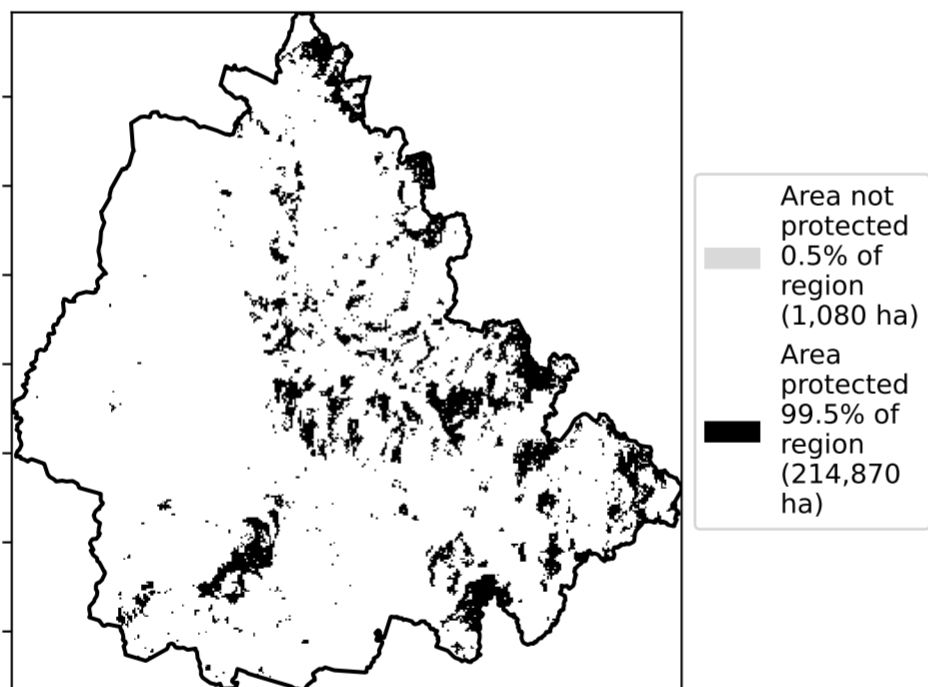 Area not
protected
0.5% of
region
(1,080 ha)
Area
protected
99.5% of
region
(214,870
ha)